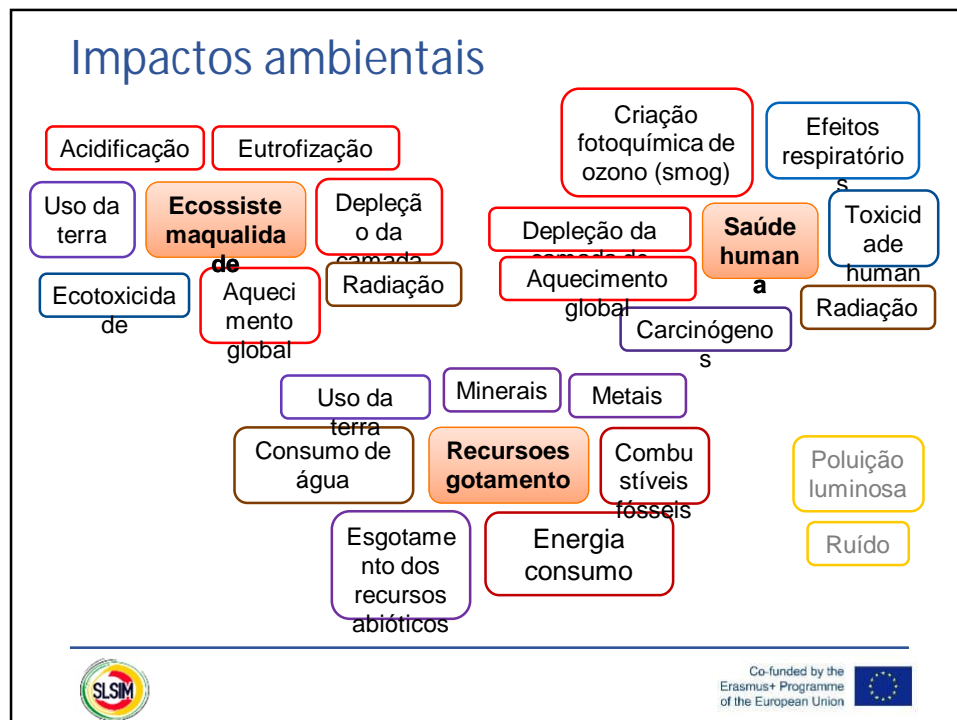 Impactos ambientais
Acidificação
Eutrofização
Uso da
terra
Ecossiste
maqualida
de
Depleçã
o da
camada
Ecotoxicida
de
Aqueci
mento
global
Radiação
Criação
fotoquímica de
ozono (smog)
Efeitos
respiratório
s
Depleção da
camada de
Saúde
human
a
Toxicid
ade
human
Aquecimento
global
Carcinógeno
s
Radiação
Uso da
terra
Minerais
Metais
Consumo de
água
Recursoes
gotamento
Combu
stíveis
fósseis
Esgotame
nto dos
recursos
abióticos
Energia
consumo
Poluição
luminosa
Ruído
SLSIM
Co-funded by the
Erasmus+ Programme
of the European Union